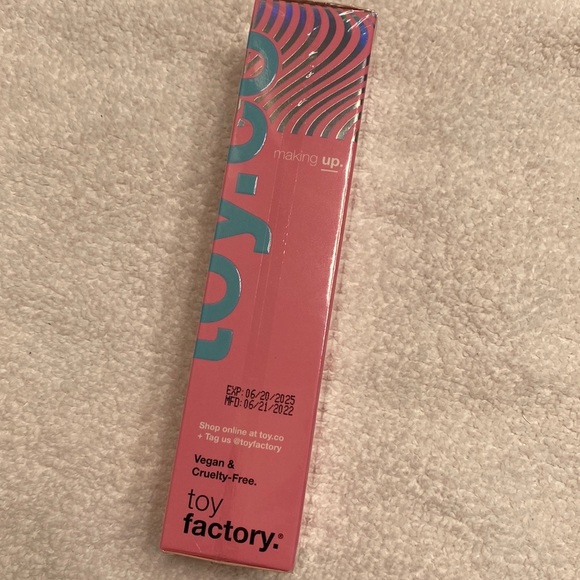 toy.co
making up.
EXP:06/20/2025
MFD:06/21/2022
Shop online at toy.co
+ Tag us @toyfactory
Vegan &
Cruelty-Free.
toy
factory.®